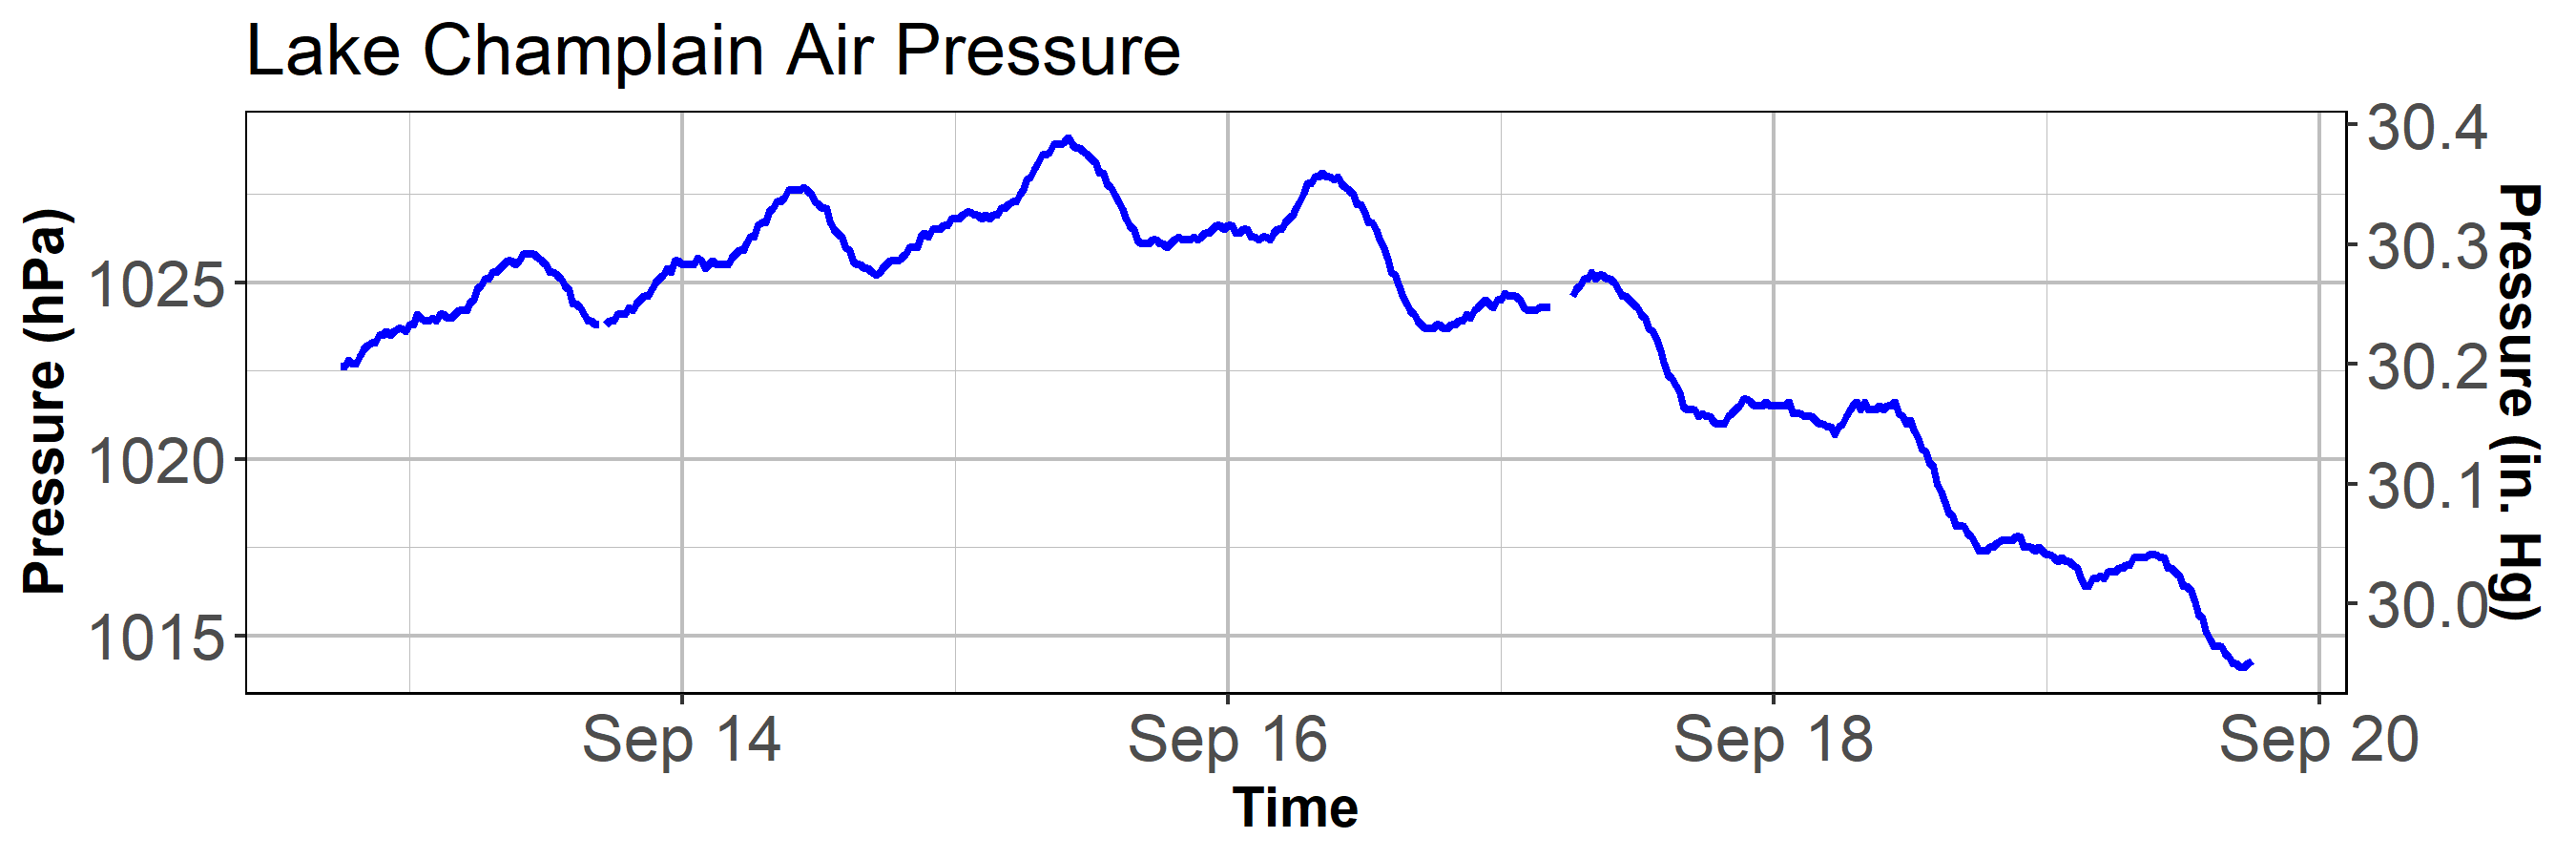 Lake Champlain Air Pressure
Pressure (hPa)
1025
1020
1015
30.4
30.3
30.2
30.1
30.0
Pressure (in. Hg)
Sep 14
Sep 16
Sep 18
Sep 20
Time